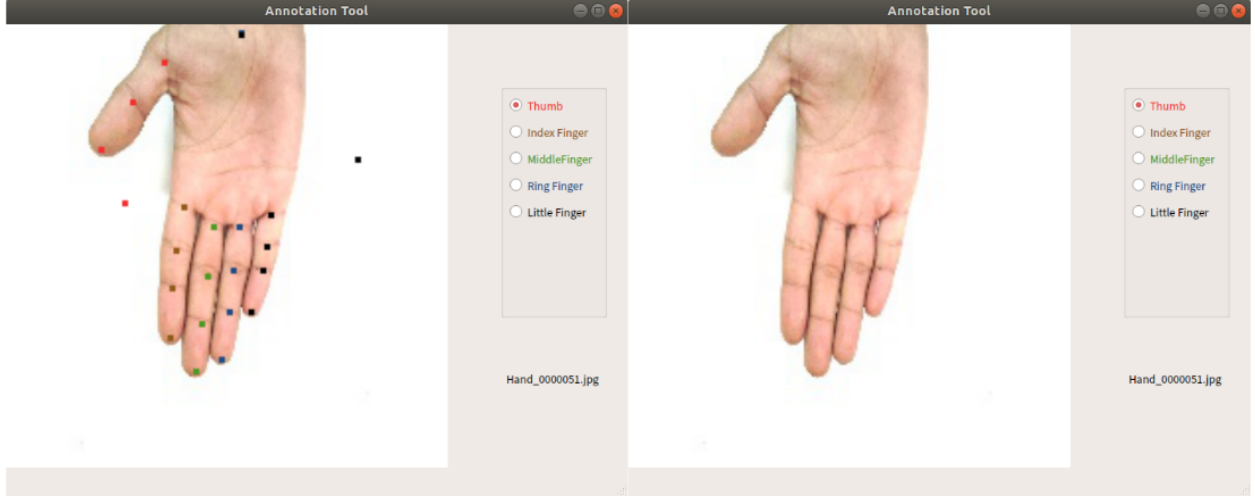 Annotation Tool
Thumb
Index Finger
MiddleFinger
Ring Finger
Little Finger
Hand_0000051.jpg
Annotation Tool
Thumb
Index Finger
MiddleFinger
Ring Finger
Little Finger
Hand_0000051.jpg